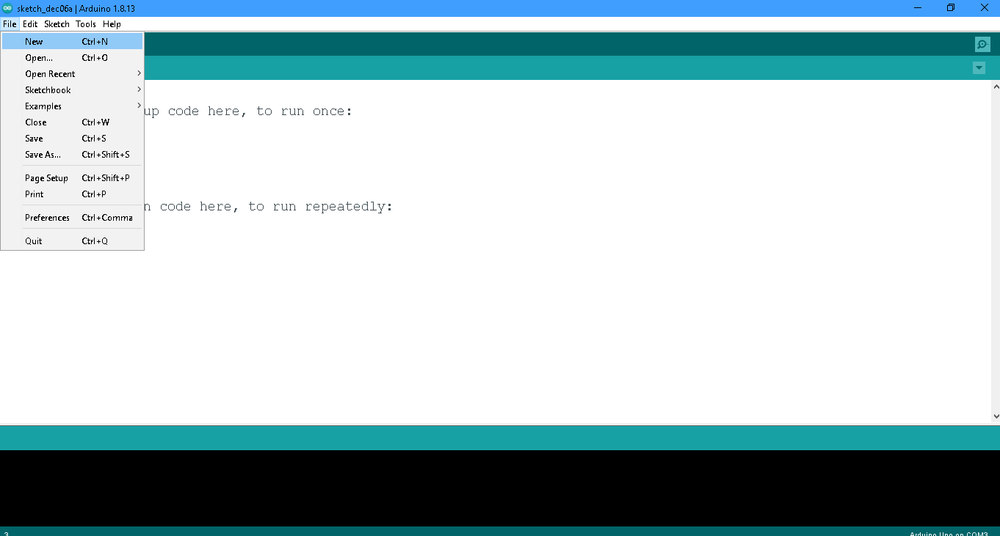 sketch_dec06a | Arduino 1.8.13
File Edit Sketch Tools Help
New Ctrl+N
Open... Ctrl+O
Open Recent
Sketchbook
Examples
Close Ctrl+W
Save Ctrl+S
Save As... Ctrl+Shift+S
Page Setup Ctrl+Shift+P
Print Ctrl+P
Preferences Ctrl+Comma
Quit Ctrl+Q
up code here, to run once:
n code here, to run repeatedly:
3 Arduino Uno on COM3